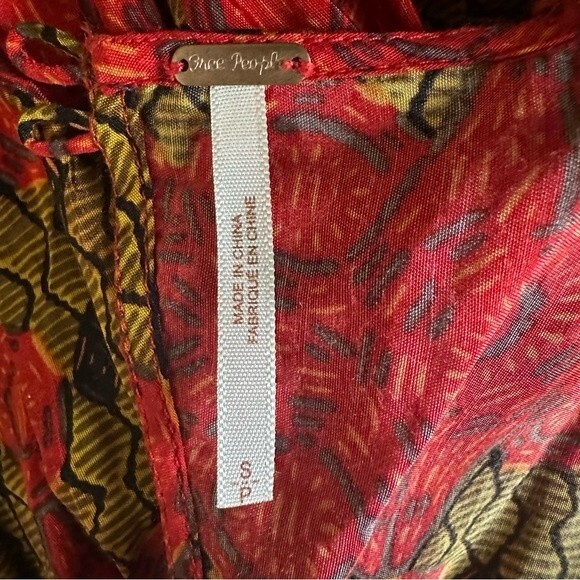 Free People
MADE IN CHINA
FABRIQUÉ EN CHINE
S:P